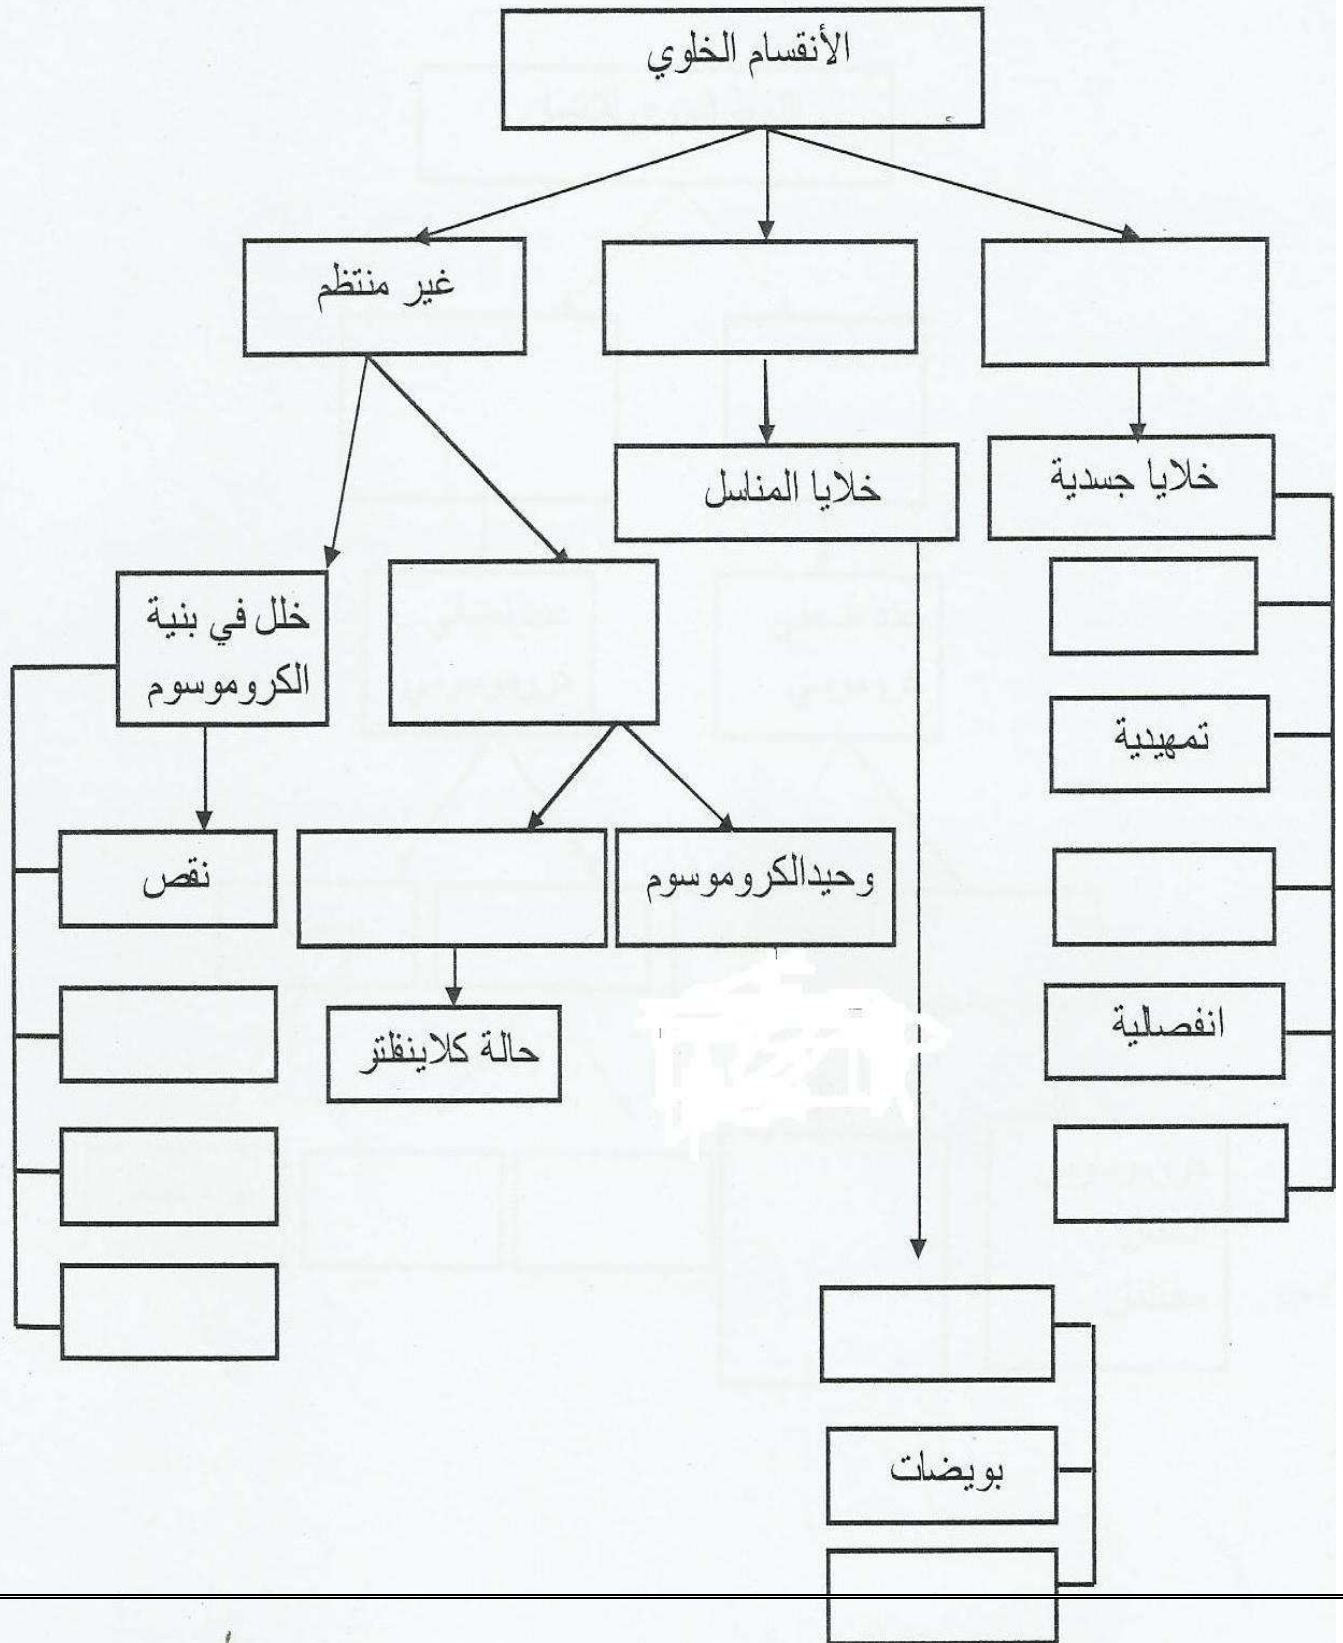 الأنقسام الخلوي
غير منتظم
خلايا المناسل
خلايا جسدية
خلل في بنية
الكروموسوم
تمهيدية
نقص
وحيدالكروموسوم
انفصالية
حالة كلاينفلتر
بويضات